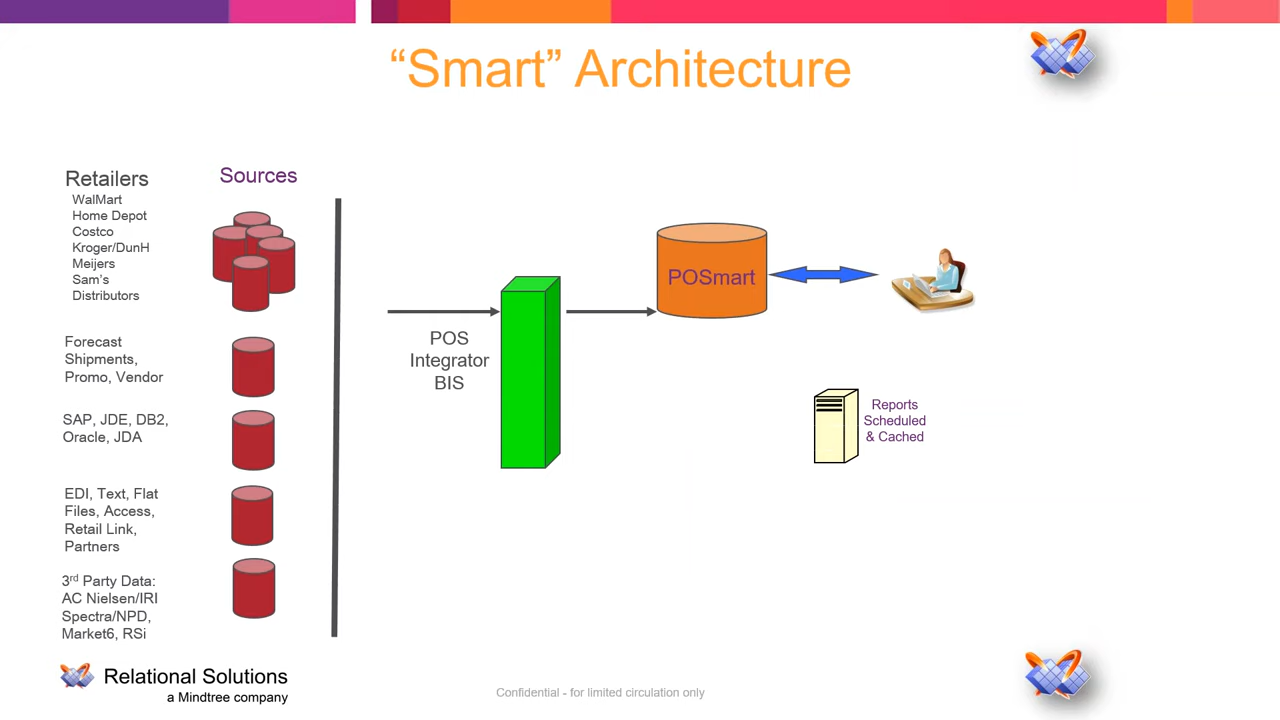 “Smart” Architecture
Retailers
WalMart
Home Depot
Costco
Kroger/DunH
Meijers
Sam's
Distributors
Forecast
Shipments,
Promo, Vendor
SAP, JDE, DB2,
Oracle, JDA
EDI, Text, Flat
Files, Access,
Retail Link,
Partners
3rd Party Data:
AC Nielsen/IRI
Spectra/NPD,
Market6, RSi
Sources
POS
Integrator
BIS
POSmart
Reports
Scheduled
& Cached
Relational Solutions
a Mindtree company
Confidential - for limited circulation only